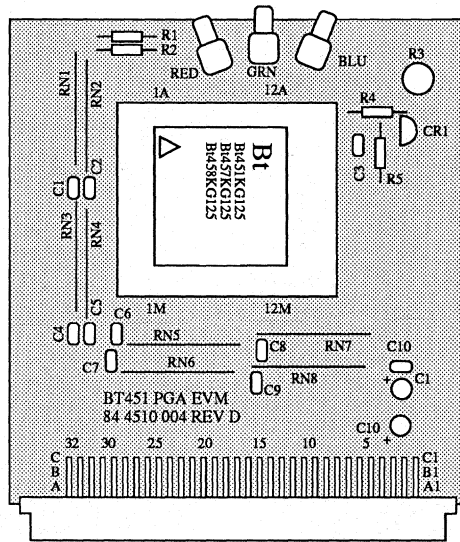 R1
R2
RED
GRN
BLU
R3
1A
12A
RN1
RN2
R4
CR1
Bt
Bt451KG125
Bt457KG125
Bt458KG125
C3
R5
C1
C2
RN3
RN4
1M
12M
C4
C5
C6
RN5
C8
RN7
C10
C7
RN6
RN8
C9
+
C1
BT451 PGA EVM
84 4510 004 REV D
C10
+
32 30 25 20 15 10 5
C C1
B B1
A A1